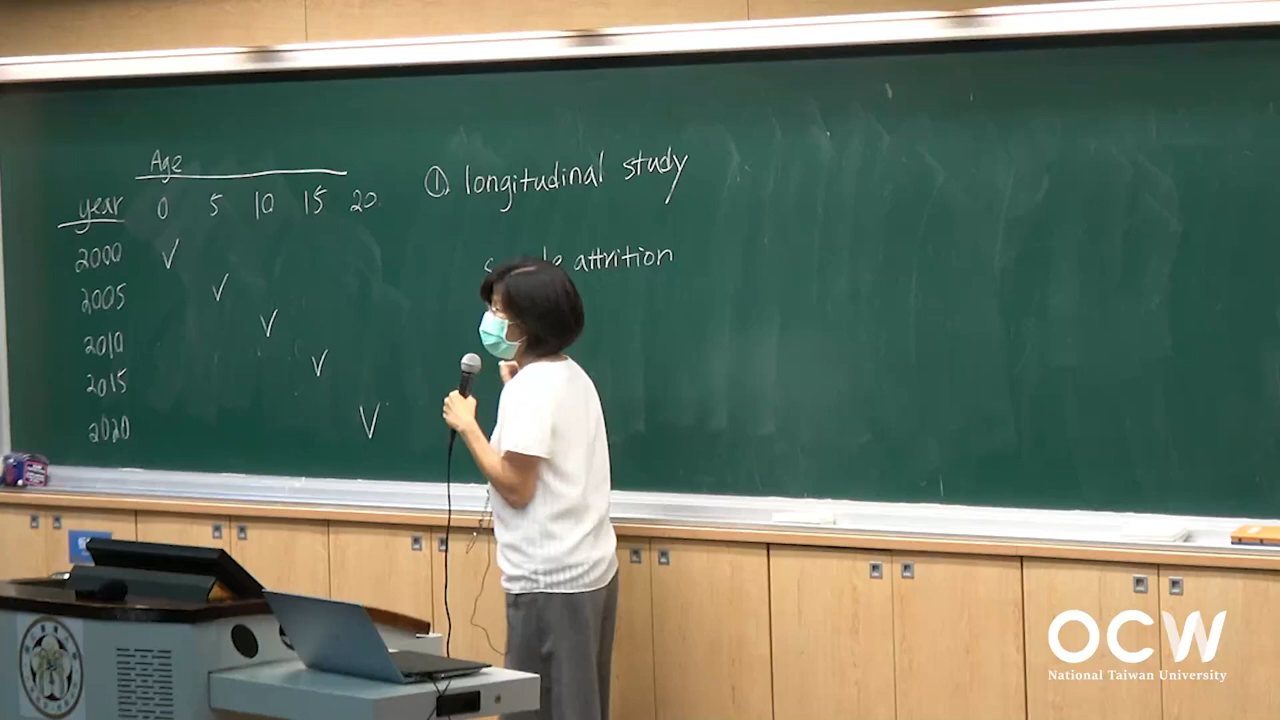 Age
year 0 5 10 15 20
2000 ✓
2005 ✓
2010 ✓
2015 ✓
2020 ✓
① longitudinal study
attrition
OCW
National Taiwan University